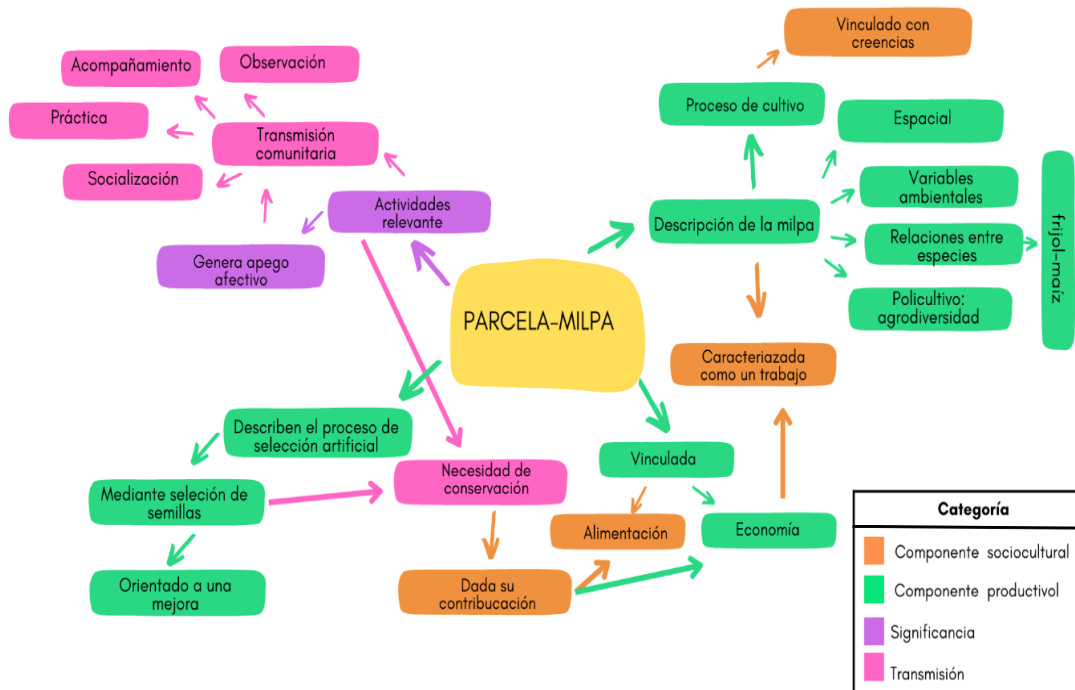 Vinculado con
creencias
Acompañamiento
Observación
Práctica
Transmisión
comunitaria
Socialización
Actividades
relevante
Genera apego
afectivo
Proceso de cultivo
Espacial
Variables
ambientales
Descripción de la milpa
Relaciones entre
especies
frijol-maíz
Policultivo:
agrodiversidad
PARCELA-MILPA
Caracteriazada
como un trabajo
Describen el proceso de
selección artificial
Mediante seleción de
semillas
Orientado a una
mejora
Necesidad de
conservación
Dada su
contribucación
Vinculada
Alimentación
Economía
Categoría
Componente sociocultural
Componente productivol
Significancia
Transmisión